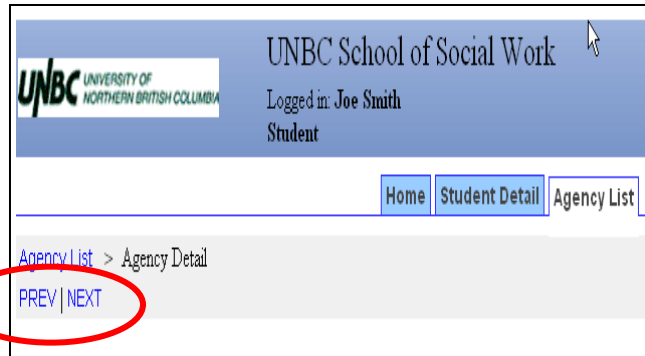 UNBC School of Social Work
UNBC UNIVERSITY OF
NORTHERN BRITISH COLUMBIA
Logged in: Joe Smith
Student
Home Student Detail Agency List
Agency List > Agency Detail
PREV | NEXT